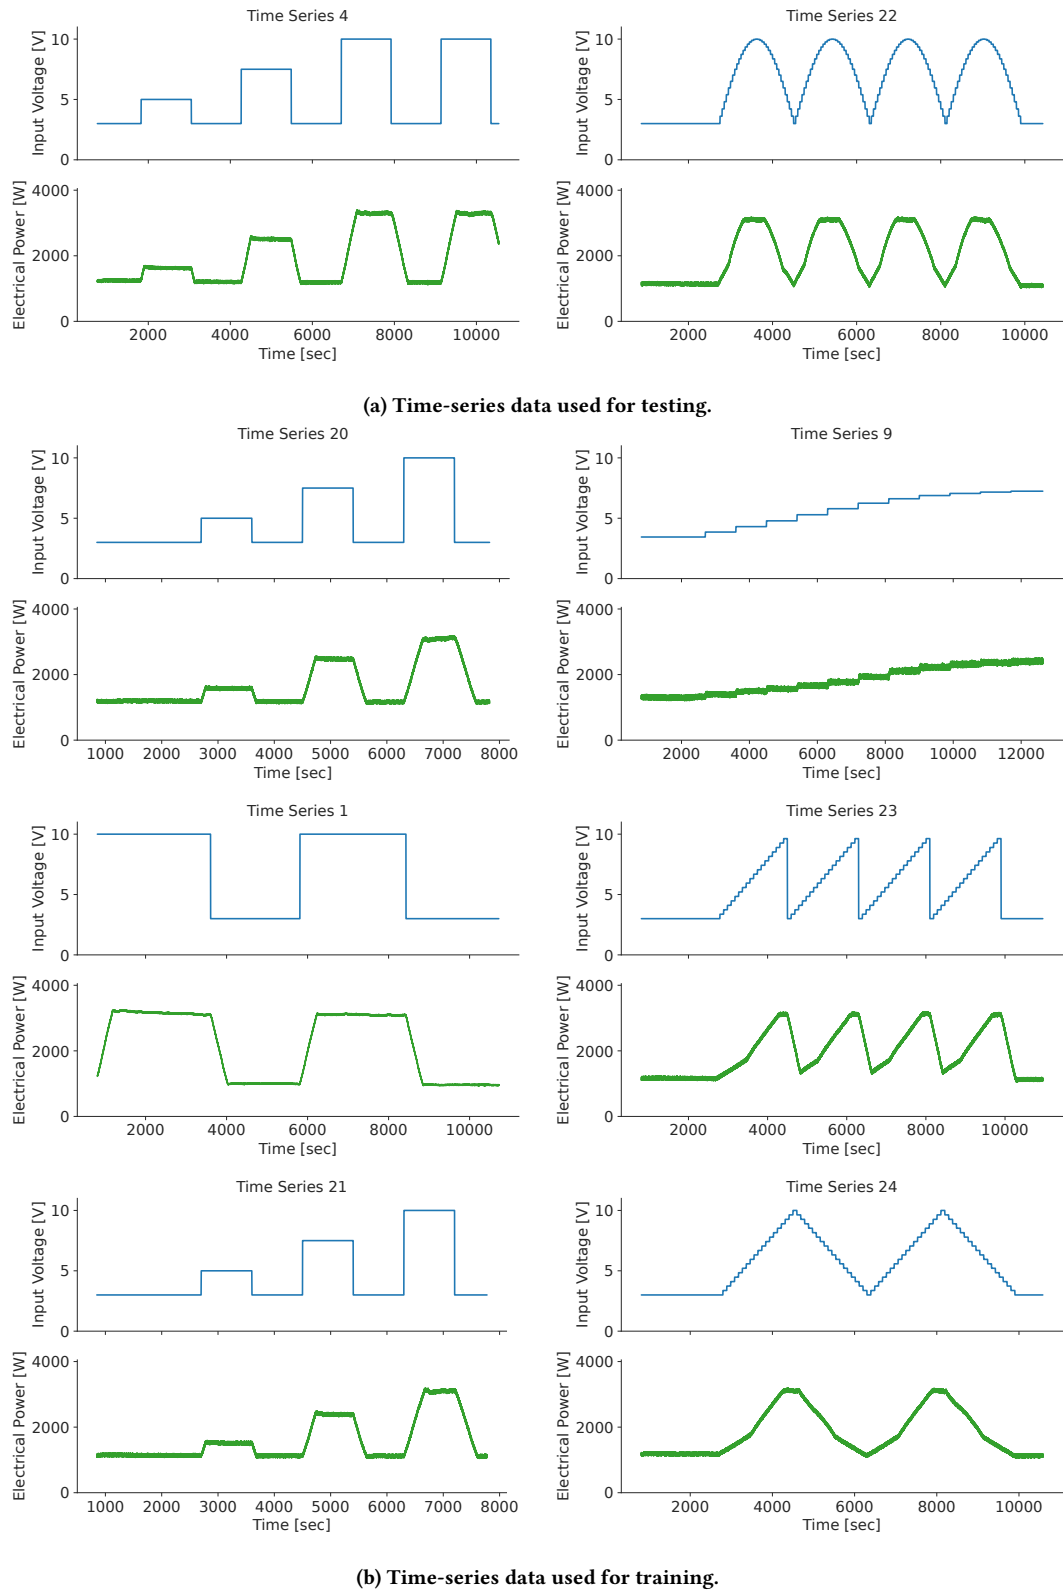 Time Series 4
Time Series 22
Input Voltage [V]
10
5
0
Input Voltage [V]
10
5
0
Electrical Power [W]
4000
2000
0
2000 4000 6000 8000 10000
Time [sec]
Electrical Power [W]
4000
2000
0
2000 4000 6000 8000 10000
Time [sec]
(a) Time-series data used for testing.
Time Series 20
Time Series 9
Input Voltage [V]
10
5
0
Input Voltage [V]
10
5
0
Electrical Power [W]
4000
2000
0
1000 2000 3000 4000 5000 6000 7000 8000
Time [sec]
Electrical Power [W]
4000
2000
0
2000 4000 6000 8000 10000 12000
Time [sec]
Time Series 1
Time Series 23
Input Voltage [V]
10
5
0
Input Voltage [V]
10
5
0
Electrical Power [W]
4000
2000
0
2000 4000 6000 8000 10000
Time [sec]
Electrical Power [W]
4000
2000
0
2000 4000 6000 8000 10000
Time [sec]
Time Series 21
Time Series 24
Input Voltage [V]
10
5
0
Input Voltage [V]
10
5
0
Electrical Power [W]
4000
2000
0
1000 2000 3000 4000 5000 6000 7000 8000
Time [sec]
Electrical Power [W]
4000
2000
0
2000 4000 6000 8000 10000
Time [sec]
(b) Time-series data used for training.